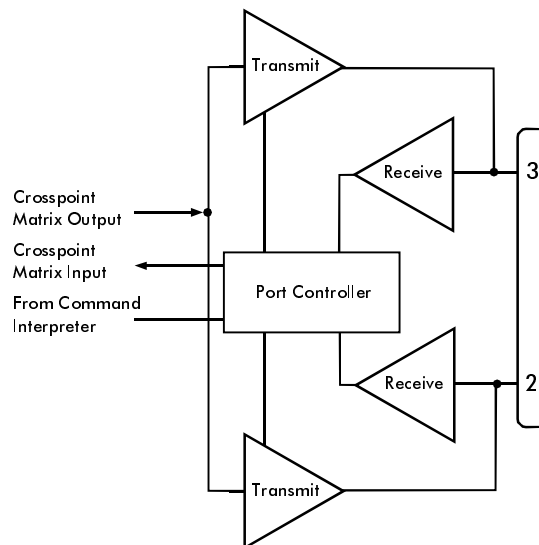 Transmit
Receive
3
Crosspoint
Matrix Output
Crosspoint
Matrix Input
From Command
Interpreter
Port Controller
Receive
2
Transmit